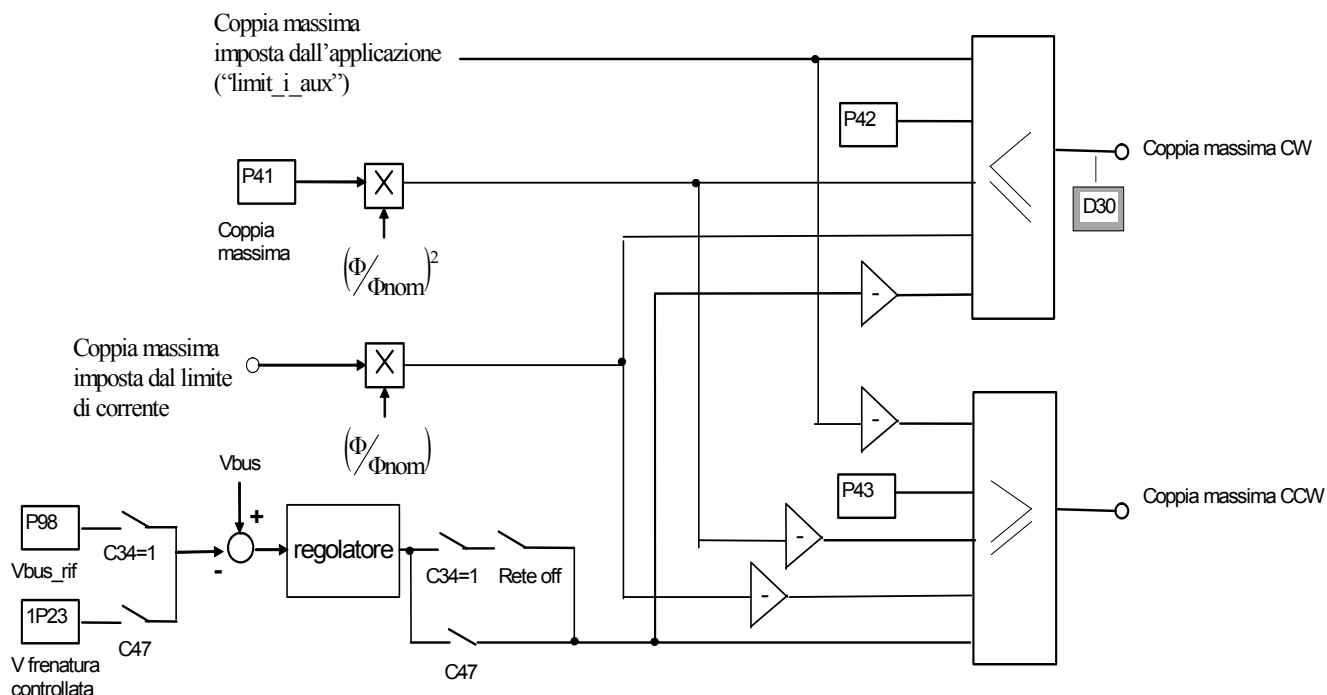 Coppia massima
imposta dall'applicazione
("limit_i_aux")
P42
Coppia massima CW
D30
P41
X
Coppia
massima
(Φ/Φnom)²
-
Coppia massima
imposta dal limite
di corrente
X
(Φ/Φnom)
-
P43
Coppia massima CCW
-
-
Vbus
+
-
P98
Vbus_rif
C34=1
regolatore
C34=1
Rete off
1P23
V frenatura
controllata
C47
C47